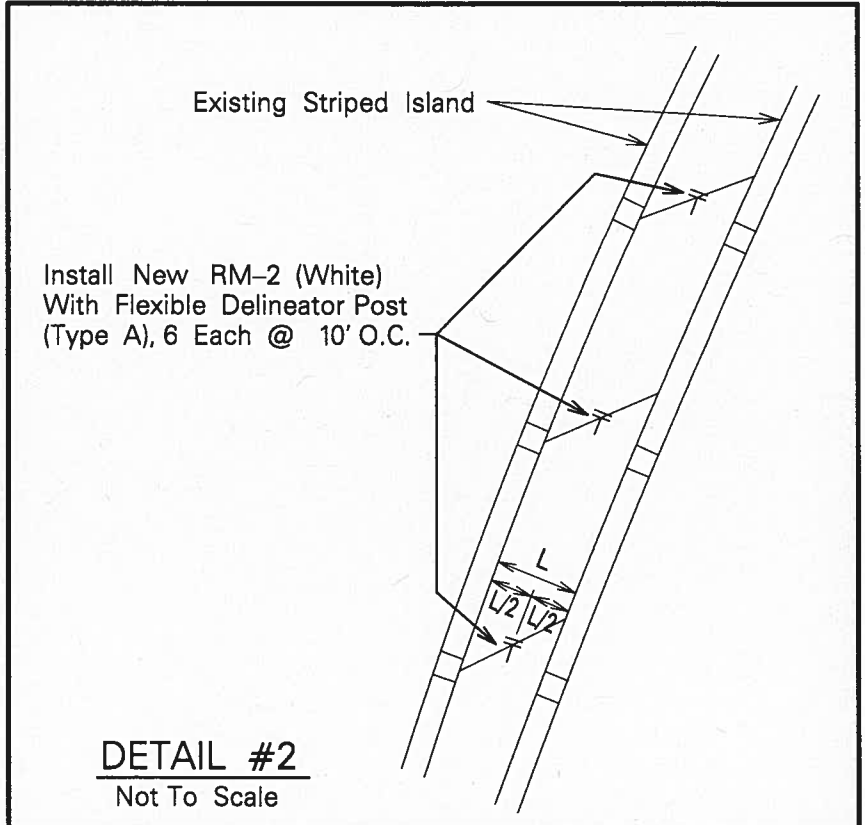 Existing Striped Island
Install New RM-2 (White)
With Flexible Delineator Post
(Type A), 6 Each @ 10' O.C.
L
L/2 L/2
DETAIL #2
Not To Scale